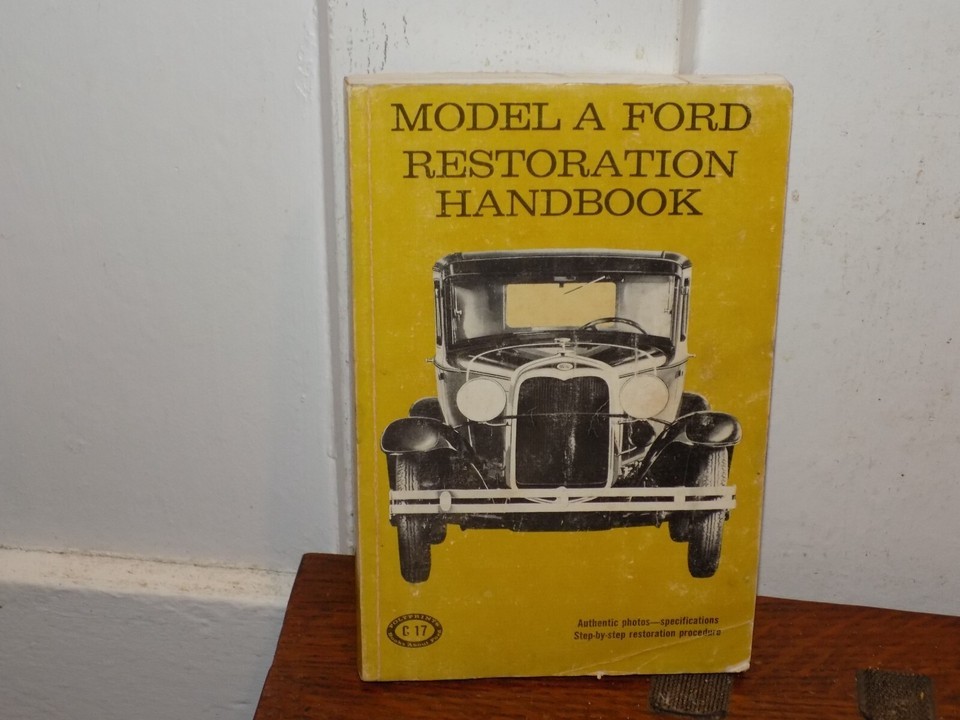 MODEL A FORD
RESTORATION
HANDBOOK
Authentic photos—specifications
Step-by-step restoration procedure
C 17